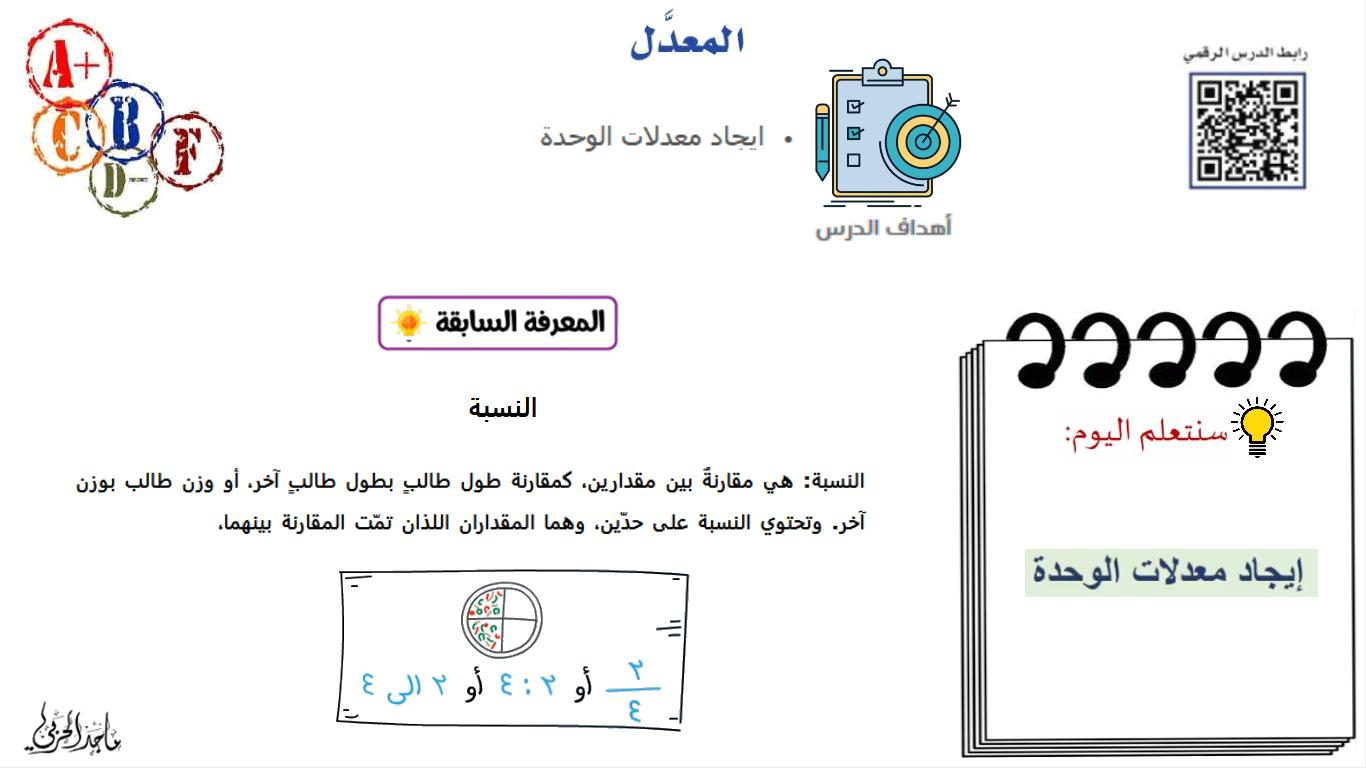 المعدَّل
رابط الدرس الرقمي
A+
B
C
D-
F
• ايجاد معدلات الوحدة
أهداف الدرس
المعرفة السابقة
سنتعلم اليوم:
إيجاد معدلات الوحدة
النسبة
النسبة: هي مقارنةٌ بين مقدارين، كمقارنة طول طالبٍ بطول طالبٍ آخر، أو وزن طالب بوزن
آخر. وتحتوي النسبة على حدّين، وهما المقداران اللذان تمّت المقارنة بينهما،
٢/٤ أو ٢ : ٤ أو ٢ الى ٤
ماجد الحربي